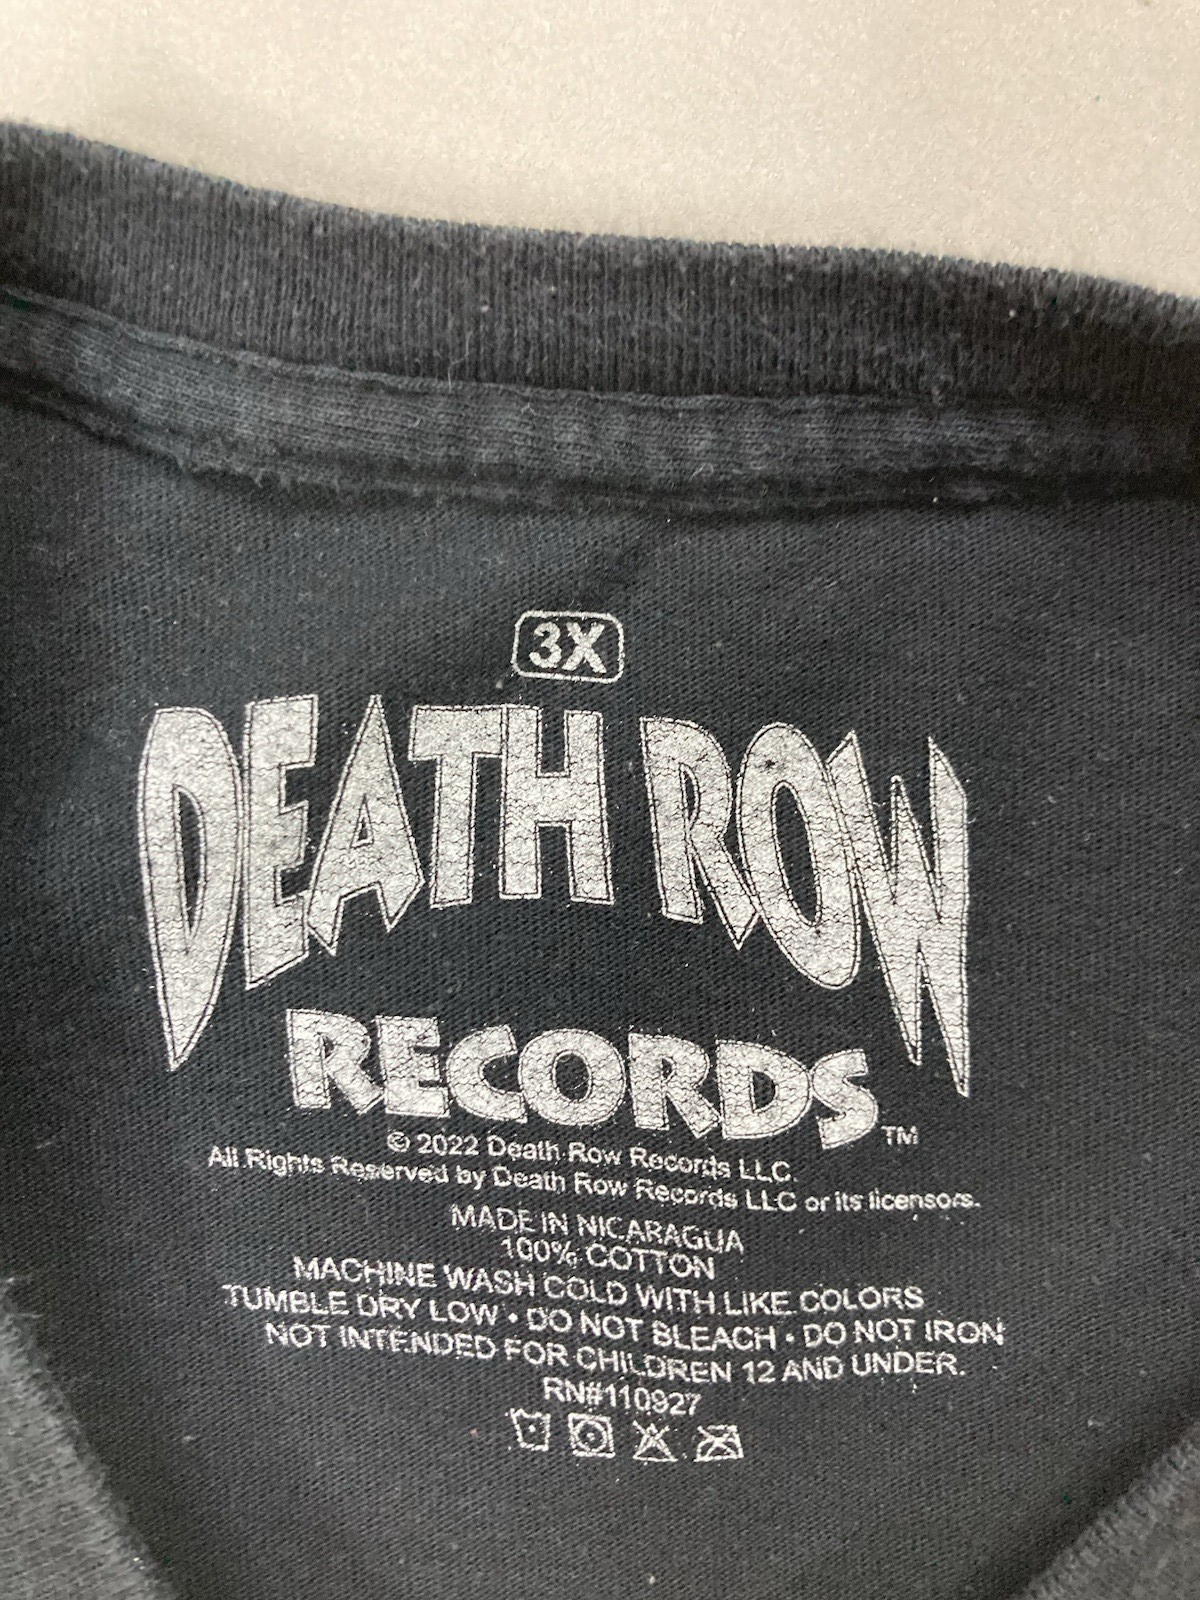 3X
DEATH ROW
RECORDS™
© 2022 Death Row Records LLC.
All Rights Reserved by Death Row Records LLC or its licensors.
MADE IN NICARAGUA
100% COTTON
MACHINE WASH COLD WITH LIKE COLORS
TUMBLE DRY LOW • DO NOT BLEACH • DO NOT IRON
NOT INTENDED FOR CHILDREN 12 AND UNDER.
RN#110927